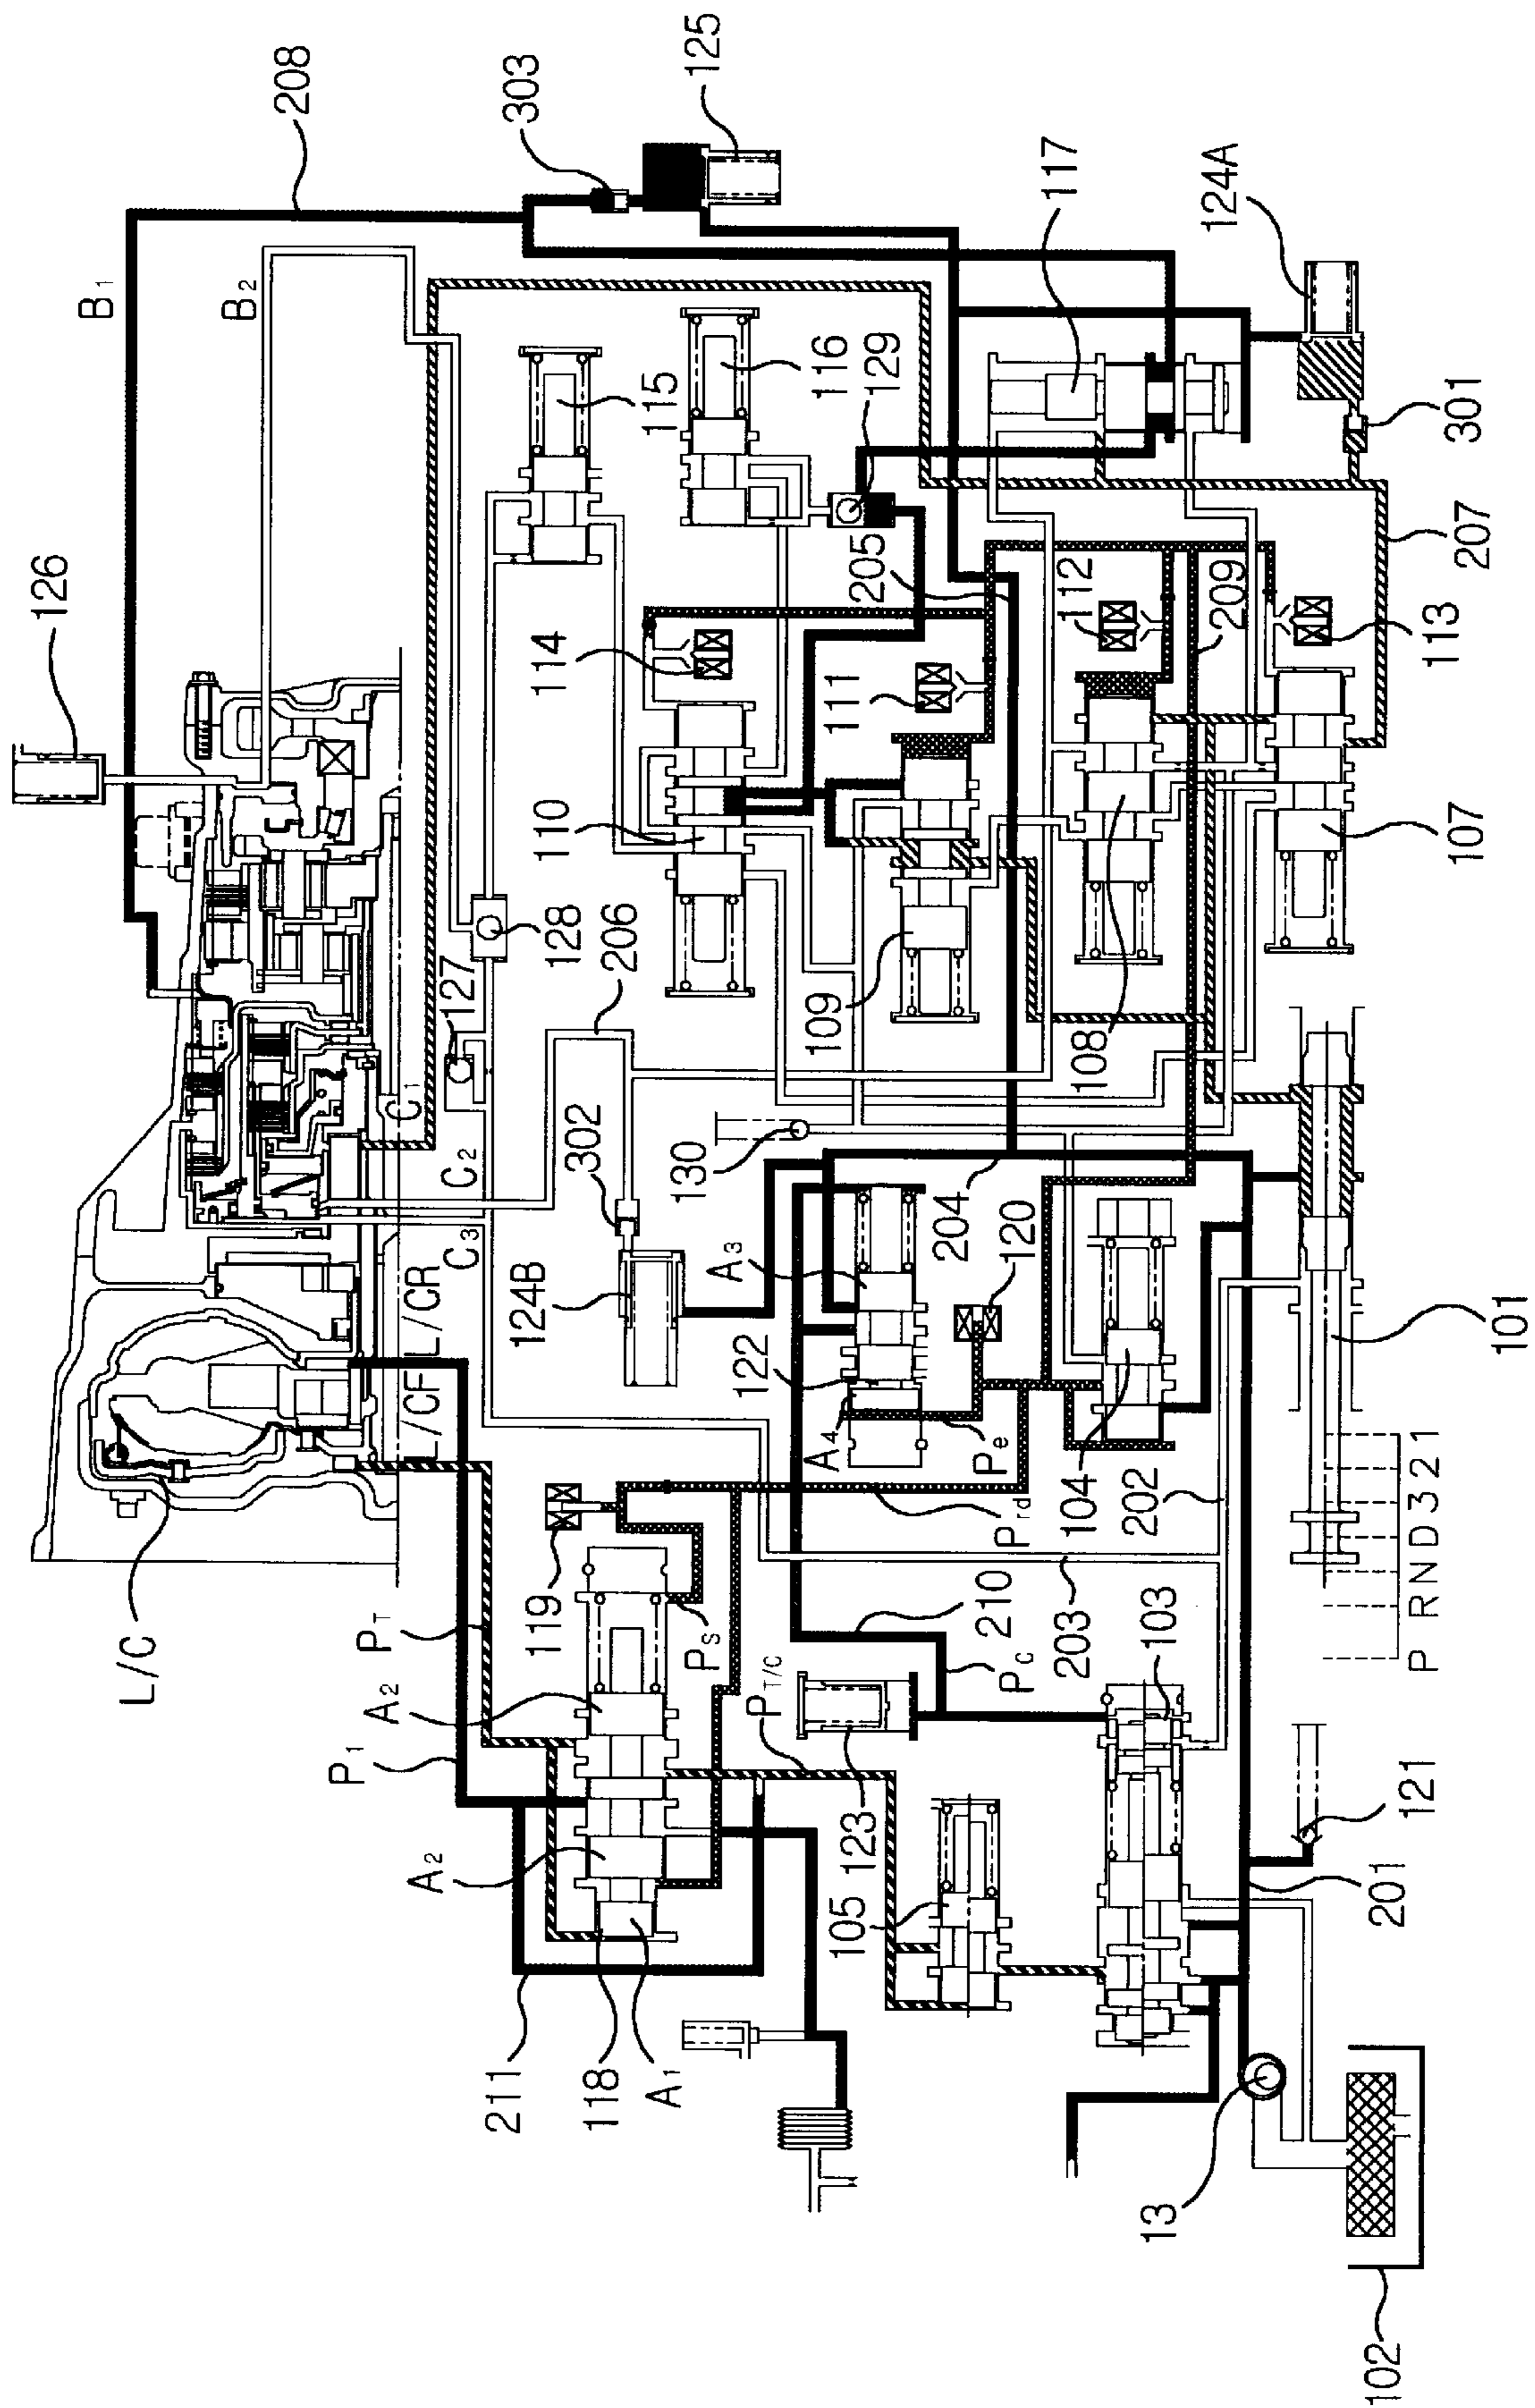 208
303
125
B1
B2
126
115
116
129
117
124A
301
207
205
112
209
113
114
111
110
128
127
206
109
108
107
C1
C2
C3
302
130
124B
A3
204
120
122
A4
Pe
104
101
202
L/CR
L/CF
L/C
PT
P1
A2
A2
119
PS
Prd
210
PC
203
103
P R N D 3 2 1
PT/C
123
105
121
201
211
118
A1
13
102